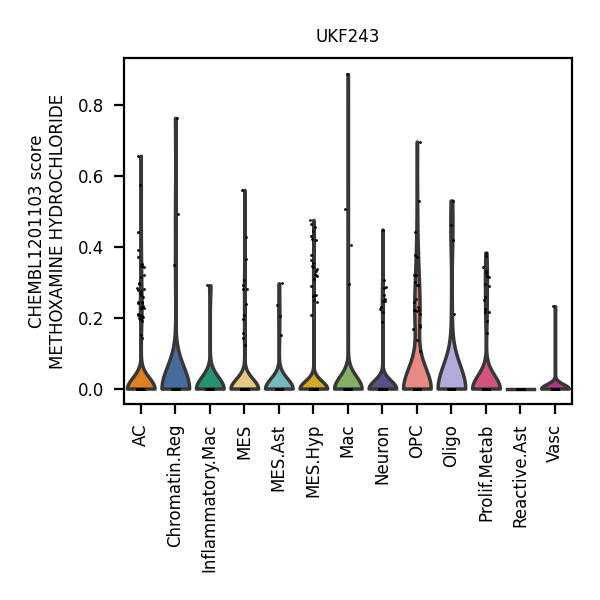 UKF243
CHEMBL1201103 score
METHOXAMINE HYDROCHLORIDE
0.8
0.6
0.4
0.2
0.0
AC
Chromatin.Reg
Inflammatory.Mac
MES
MES.Ast
MES.Hyp
Mac
Neuron
OPC
Oligo
Prolif.Metab
Reactive.Ast
Vasc